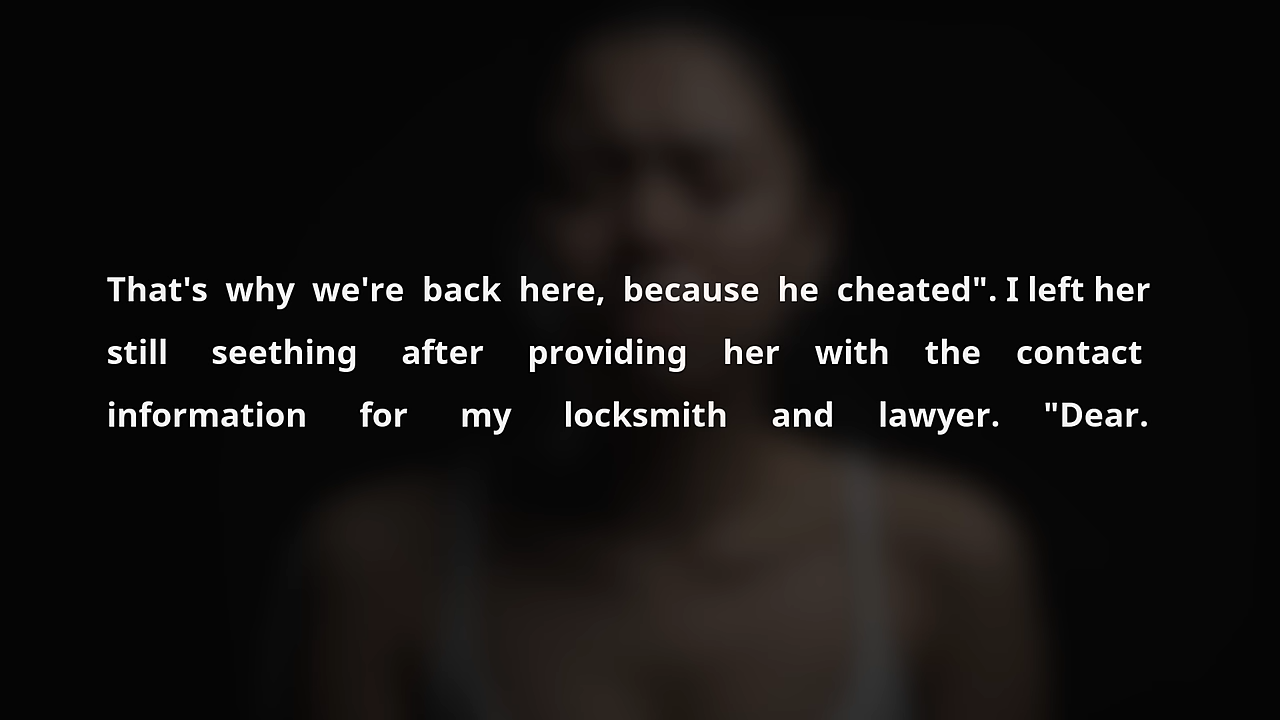 That's why we're back here, because he cheated". I left her
still seething after providing her with the contact
information for my locksmith and lawyer. "Dear.